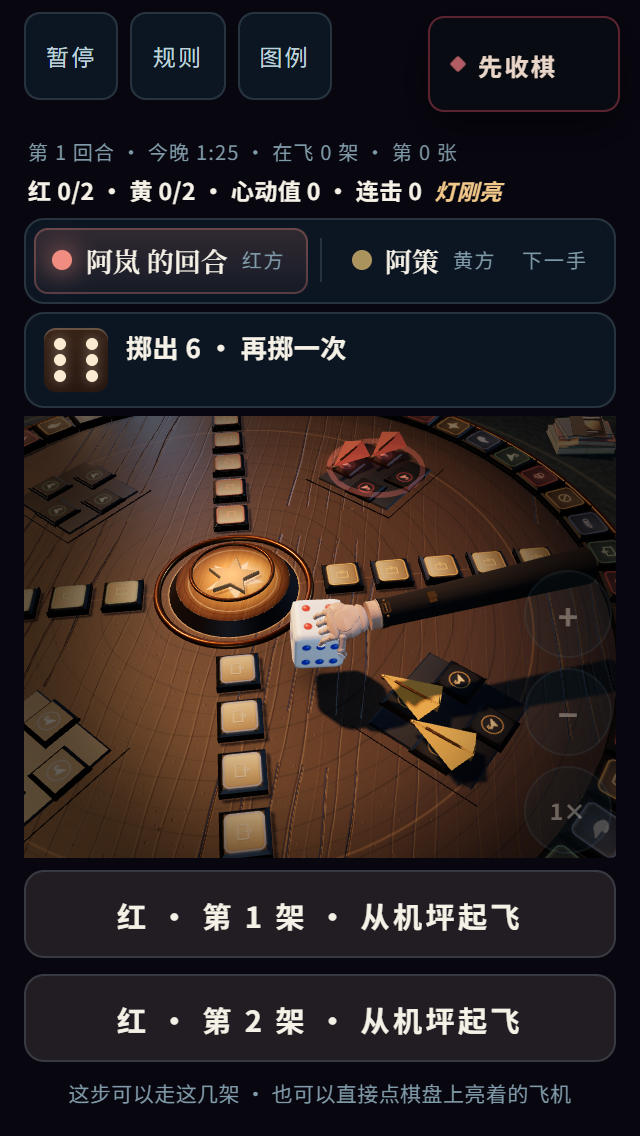 暂停
规则
图例
先收棋
第 1 回合 · 今晚 1:25 · 在飞 0 架 · 第 0 张
红 0/2 · 黄 0/2 · 心动值 0 · 连击 0 灯刚亮
阿岚 的回合 红方
阿策 黄方 下一手
掷出 6 · 再掷一次
+
−
1×
红 · 第 1 架 · 从机坪起飞
红 · 第 2 架 · 从机坪起飞
这步可以走这几架 · 也可以直接点棋盘上亮着的飞机